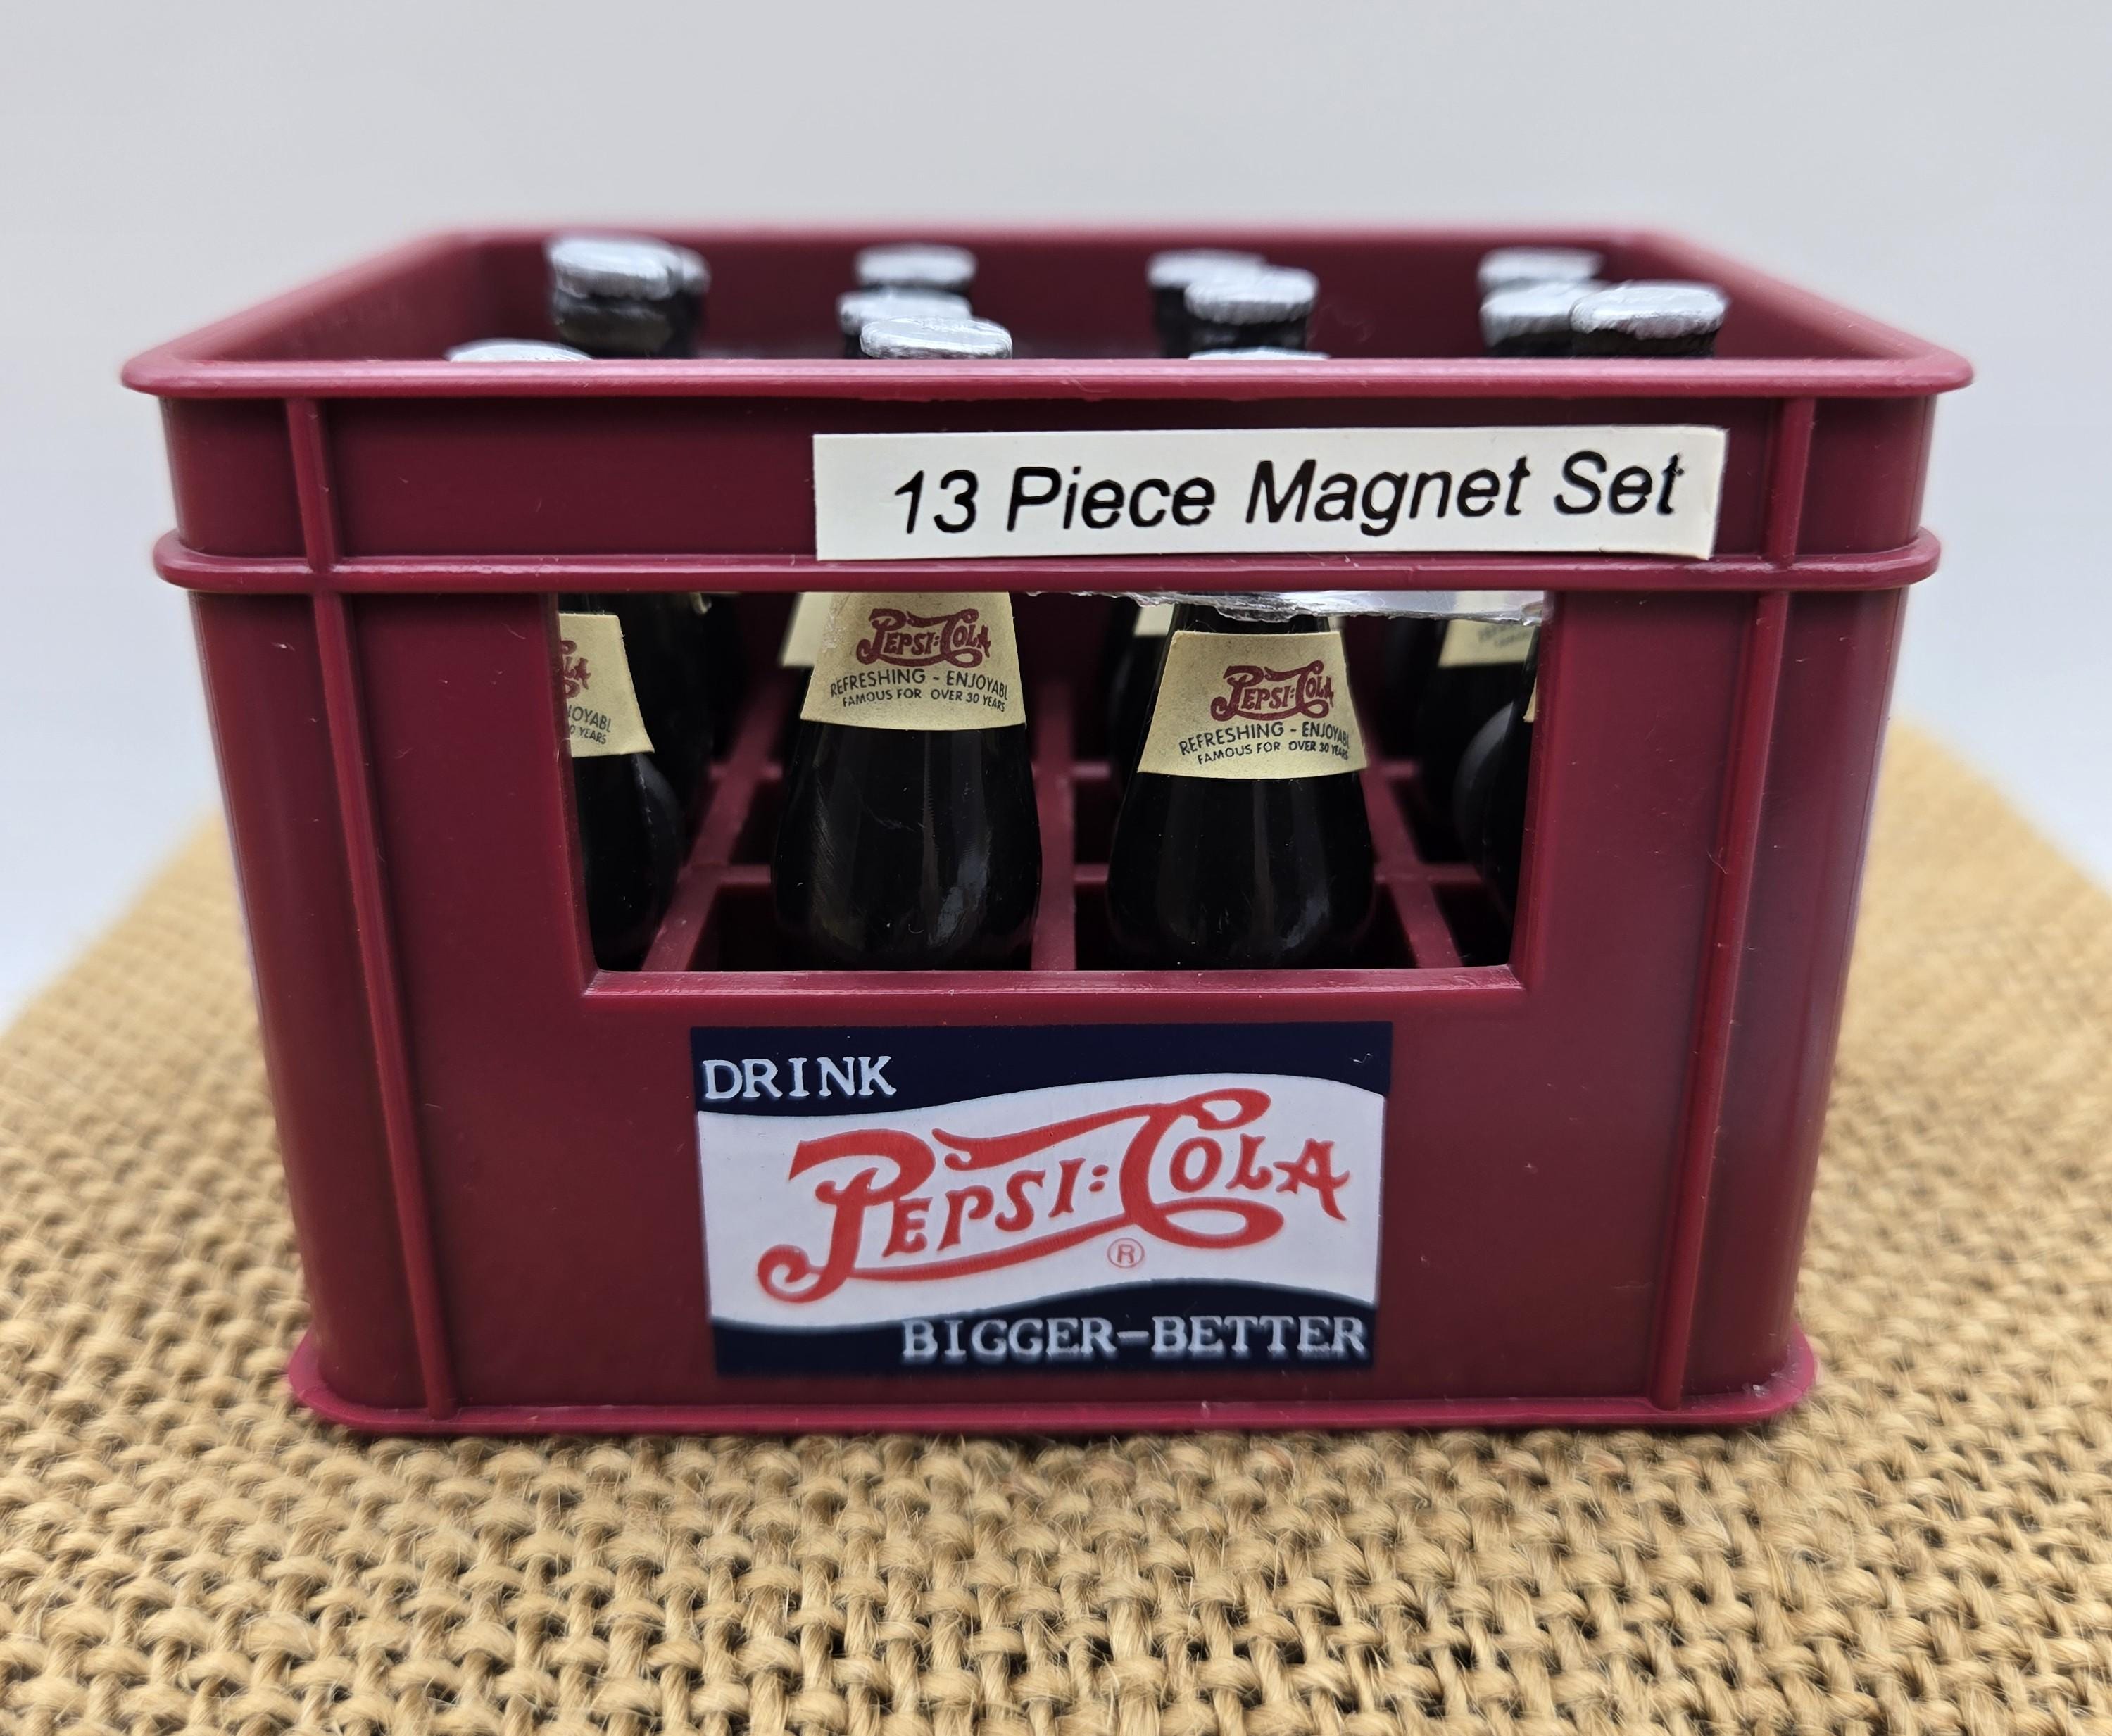 13 Piece Magnet Set
PEPSI:COLA
REFRESHING - ENJOYABL
FAMOUS FOR OVER 30 YEARS
PEPSI:COLA
REFRESHING - ENJOYABL
FAMOUS FOR OVER 30 YEARS
YEARS
DRINK
PEPSI:COLA
®
BIGGER-BETTER